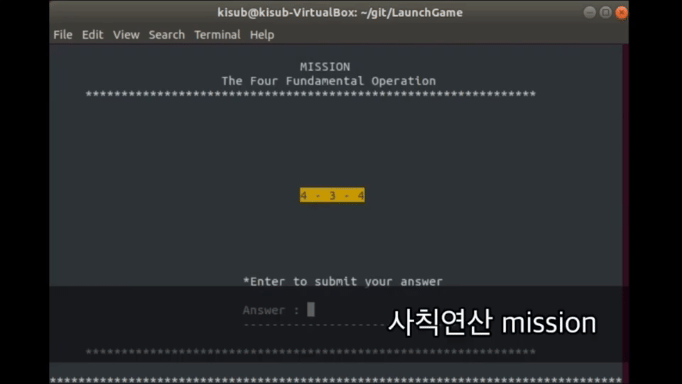 kisub@kisub-VirtualBox: ~/git/LaunchGame
File Edit View Search Terminal Help
MISSION
The Four Fundamental Operation
***************************************************************
4 - 3 - 4
*Enter to submit your answer
Answer :
--------------------
사칙연산 mission
***************************************************************
********************************************************************************